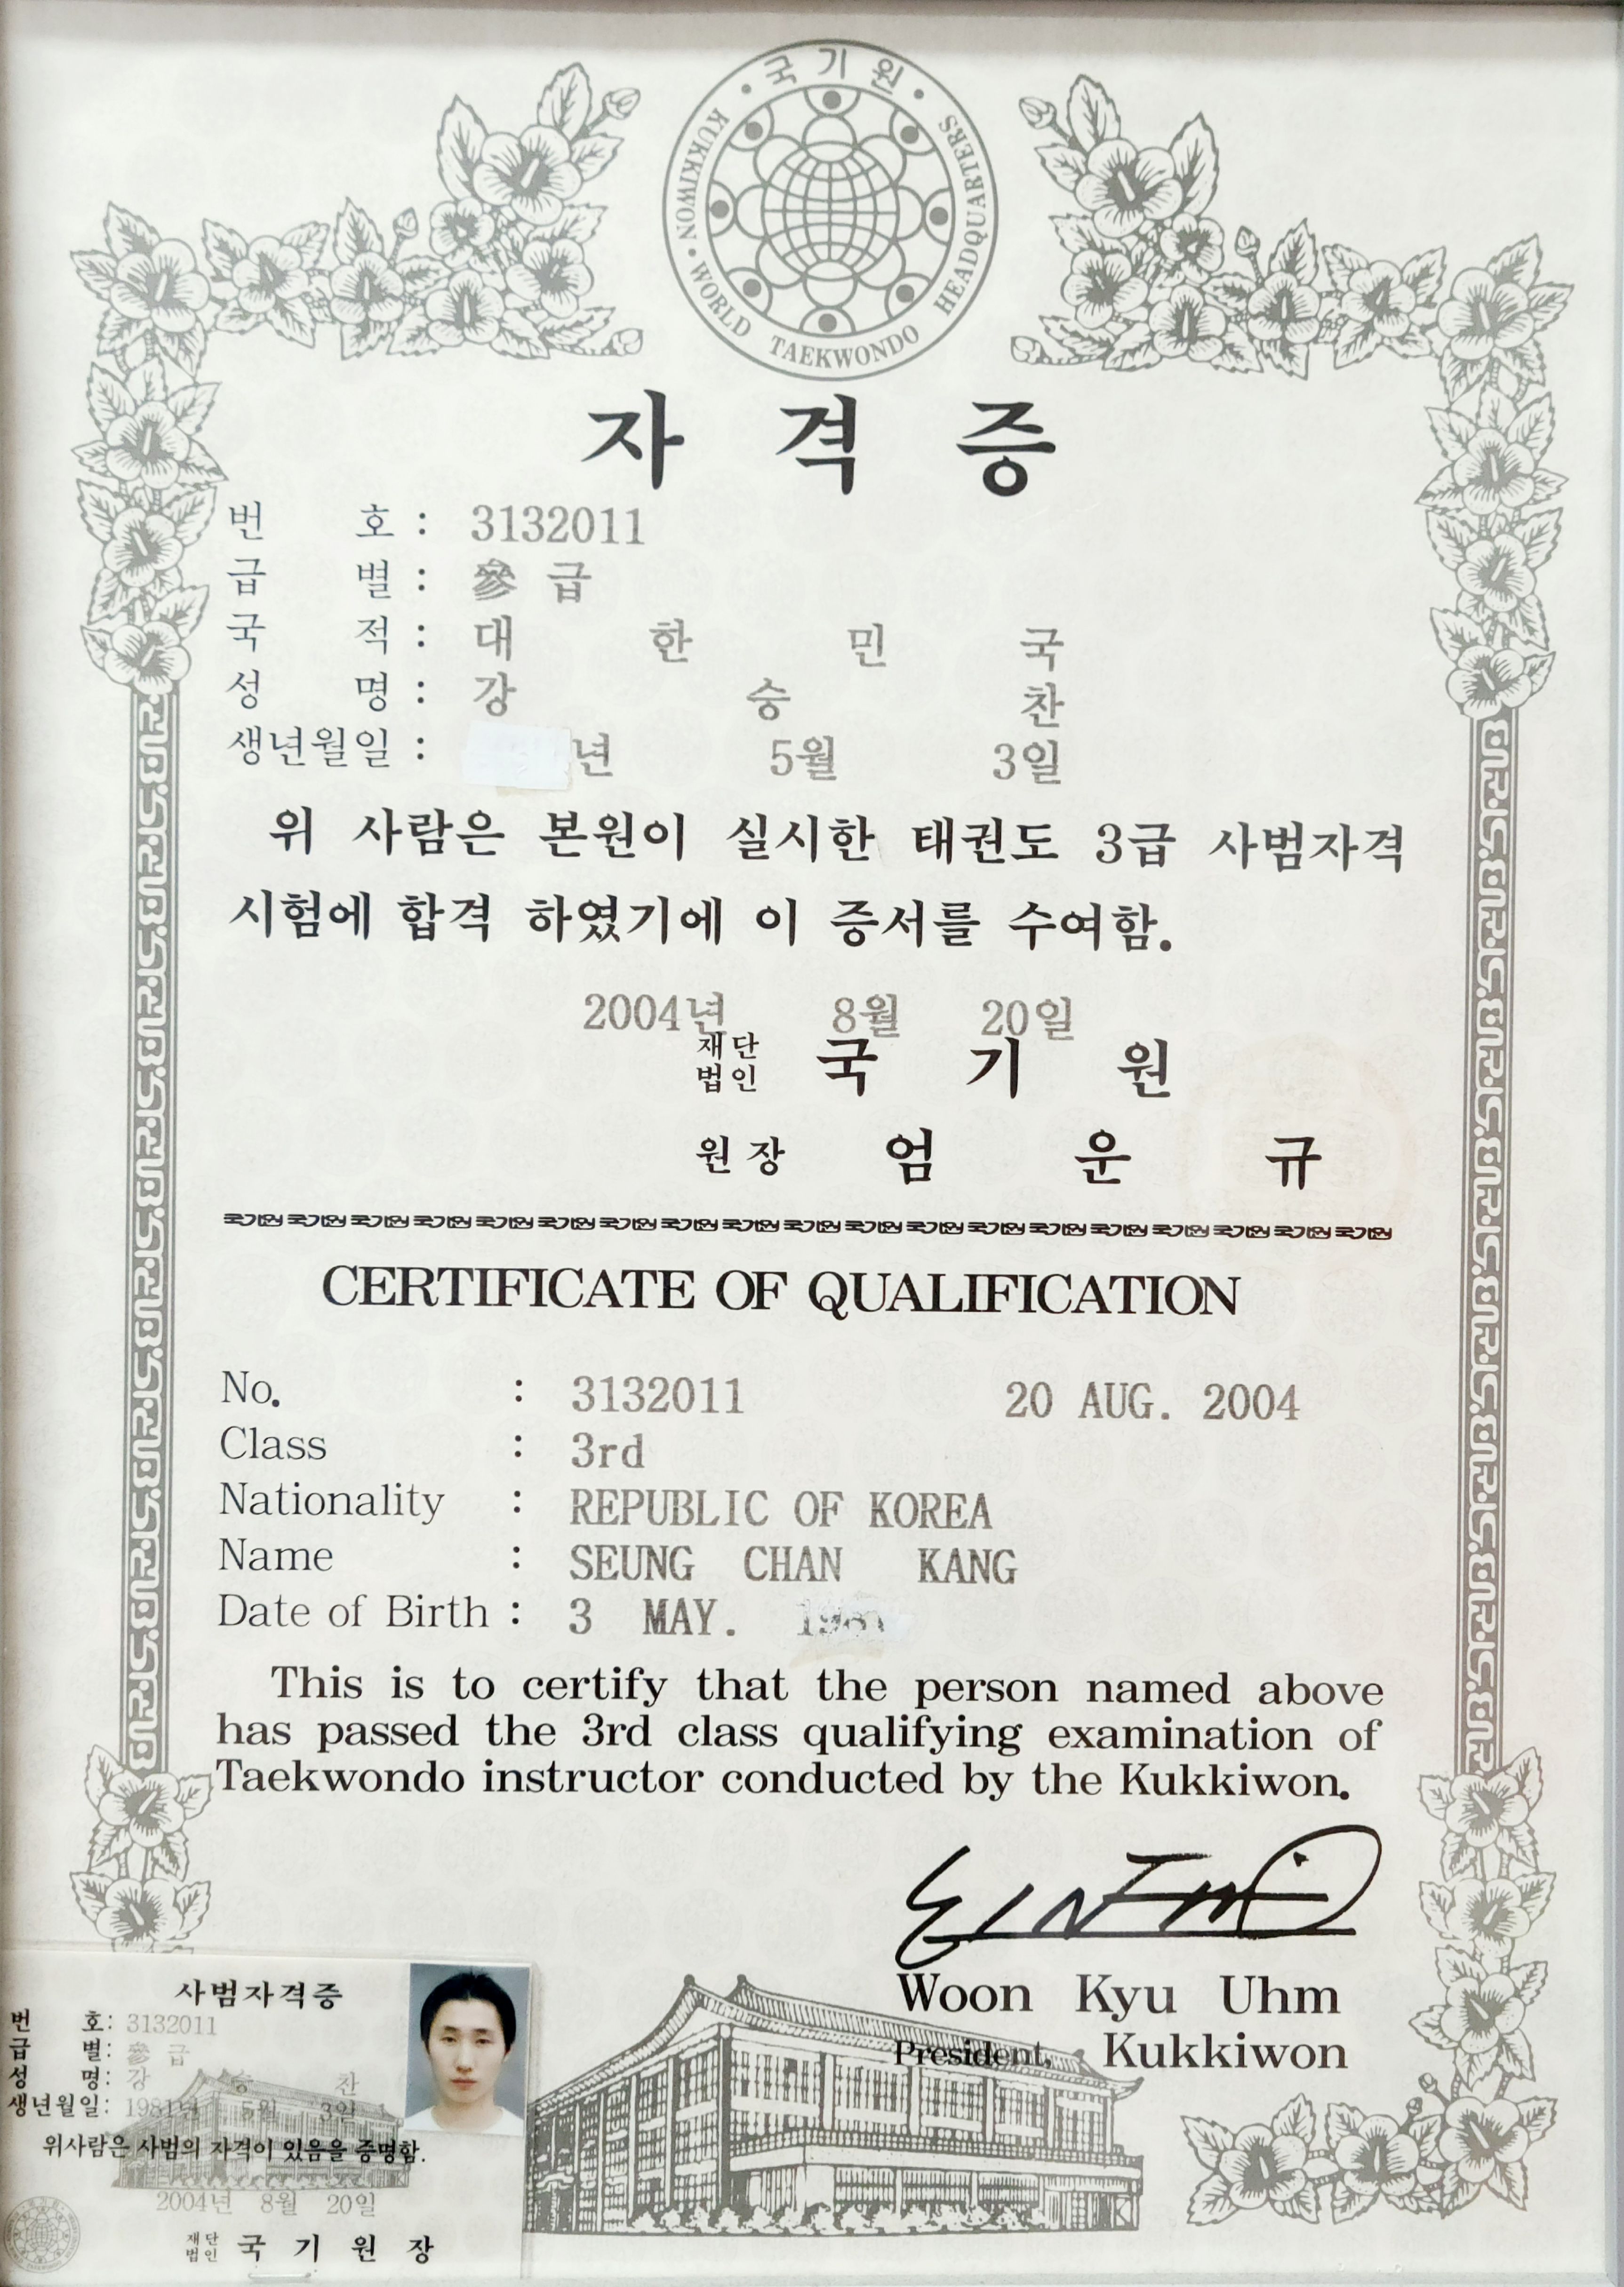 · 국기원 ·
KUKKIWON · WORLD TAEKWONDO HEADQUARTERS
자 격 증
번 호 : 3132011
급 별 : 參 급
국 적 : 대 한 민 국
성 명 : 강 승 찬
생년월일 : 년 5월 3일
위 사람은 본원이 실시한 태권도 3급 사범자격
시험에 합격 하였기에 이 증서를 수여함.
2004년 8월 20일
재단
법인 국 기 원
원장 엄 운 규
CERTIFICATE OF QUALIFICATION
No. : 3132011 20 AUG. 2004
Class : 3rd
Nationality : REPUBLIC OF KOREA
Name : SEUNG CHAN KANG
Date of Birth : 3 MAY.
This is to certify that the person named above
has passed the 3rd class qualifying examination of
Taekwondo instructor conducted by the Kukkiwon.
Woon Kyu Uhm
President, Kukkiwon
사범자격증
번 호: 3132011
급 별: 參 급
성 명: 강 승 찬
생년월일: 1981년 5월 3일
위사람은 사범의 자격이 있음을 증명함.
2004년 8월 20일
재단
법인 국 기 원 장